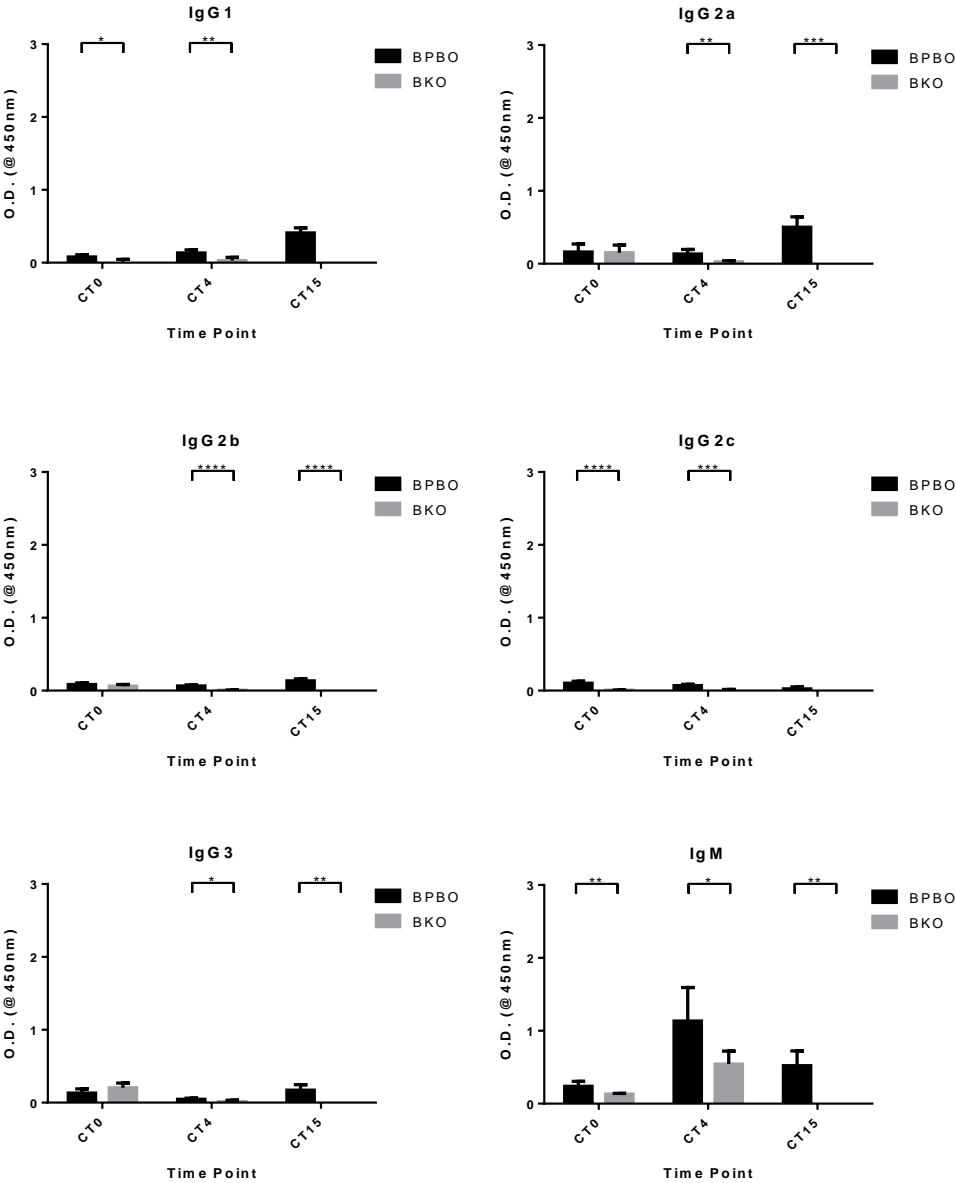 IgG1
* **
BPBO
BKO
3
2
1
0
O.D. (@450nm)
CT0 CT4 CT15
Time Point
IgG2a
** ***
BPBO
BKO
3
2
1
0
O.D. (@450nm)
CT0 CT4 CT15
Time Point
IgG2b
**** ****
BPBO
BKO
3
2
1
0
O.D. (@450nm)
CT0 CT4 CT15
Time Point
IgG2c
**** ***
BPBO
BKO
3
2
1
0
O.D. (@450nm)
CT0 CT4 CT15
Time Point
IgG3
* **
BPBO
BKO
3
2
1
0
O.D. (@450nm)
CT0 CT4 CT15
Time Point
IgM
** * **
BPBO
BKO
3
2
1
0
O.D. (@450nm)
CT0 CT4 CT15
Time Point